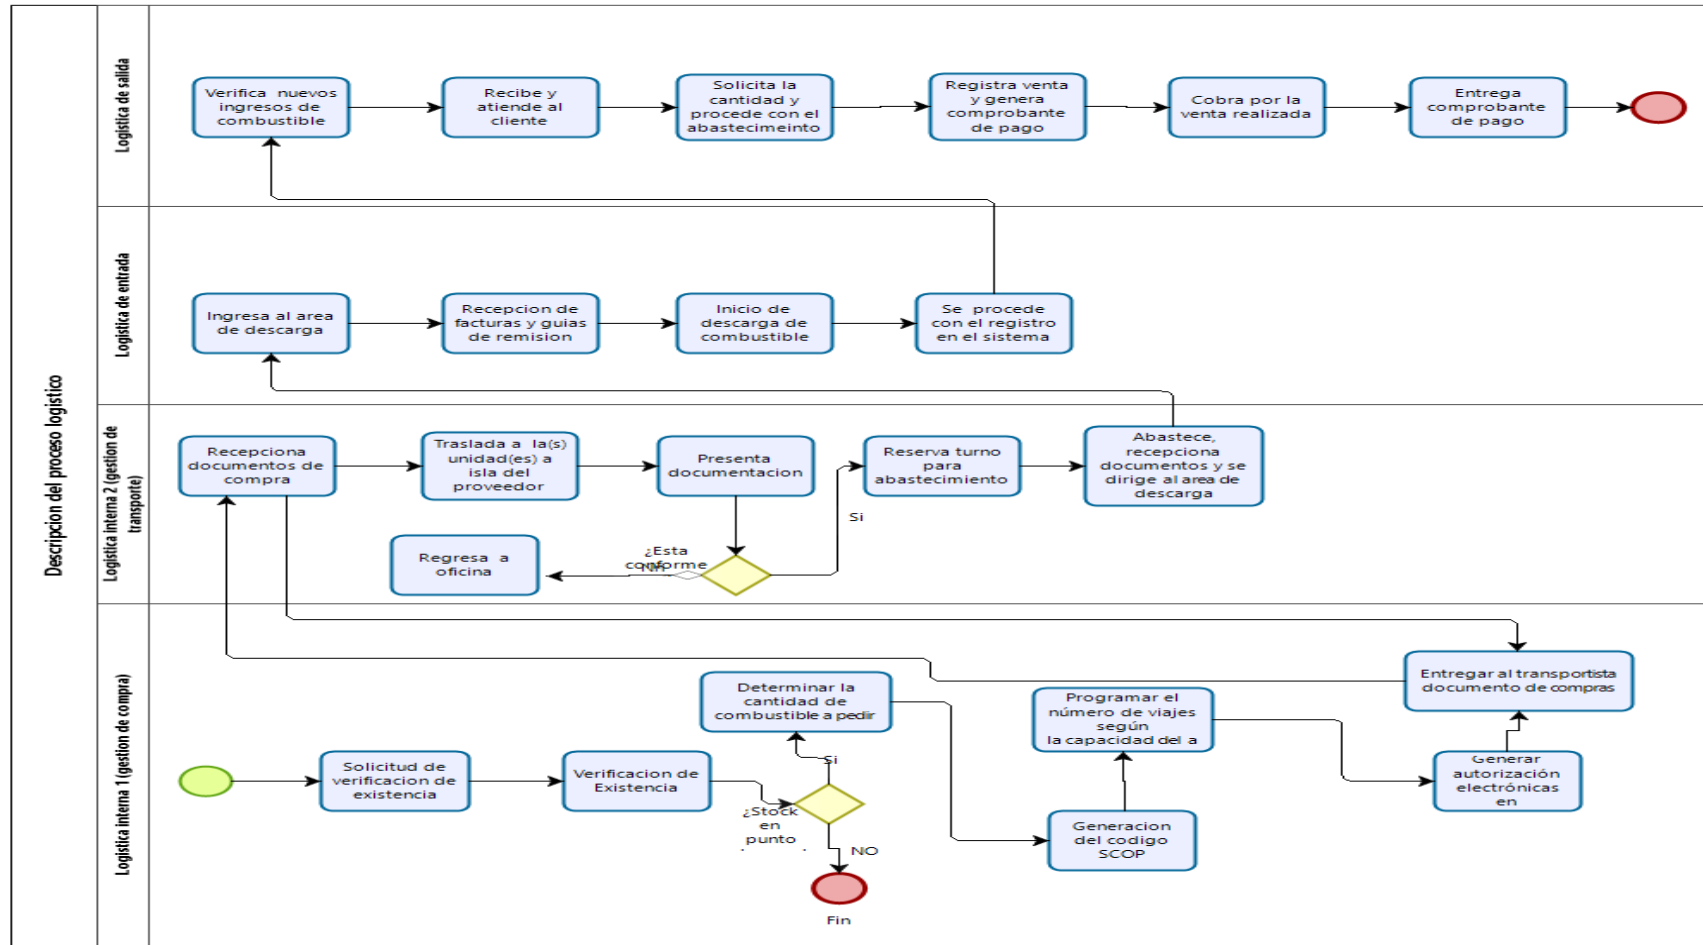 Descripcion del proceso logistico
Logistica de salida
Verifica nuevos
ingresos de
combustible
Recibe y
atiende al
cliente
Solicita la
cantidad y
procede con el
abastecimeinto
Registra venta
y genera
comprobante
de pago
Cobra por la
venta realizada
Entrega
comprobante
de pago
Logistica de entrada
Ingresa al area
de descarga
Recepcion de
facturas y guias
de remision
Inicio de
descarga de
combustible
Se procede
con el registro
en el sistema
Logistica interna 2 (gestion de
transporte)
Recepciona
documentos de
compra
Traslada a la(s)
unidad(es) a
isla del
proveedor
Presenta
documentacion
Reserva turno
para
abastecimiento
Abastece,
recepciona
documentos y se
dirige al area de
descarga
Si
¿Esta
conforme
Regresa a
oficina
Logistica interna 1 (gestion de compra)
Solicitud de
verificacion de
existencia
Verificacion de
Existencia
¿Stock
en
punto
Si
NO
Fin
Determinar la
cantidad de
combustible a pedir
Generacion
del codigo
SCOP
Programar el
número de viajes
según
la capacidad del a
Generar
autorización
electrónicas
en
Entregar al transportista
documento de compras